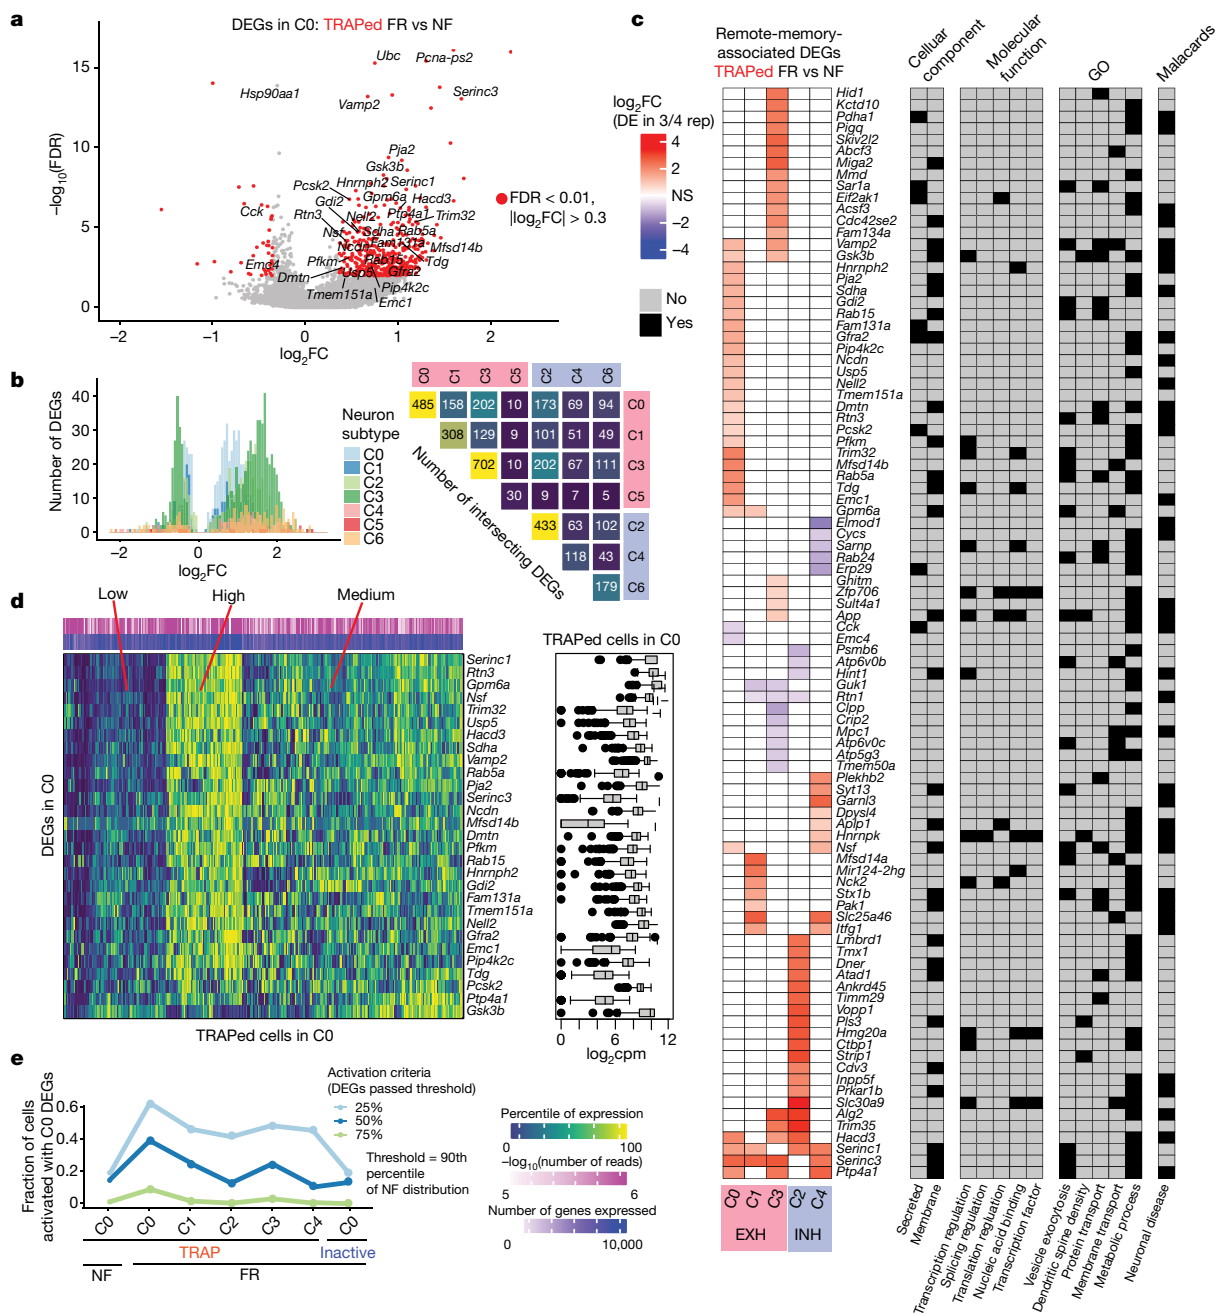 a
DEGs in C0: TRAPed FR vs NF
−log10(FDR)
15
10
5
0
−2
−1
0
1
2
log2FC
Ubc
Pcna-ps2
Hsp90aa1
Vamp2
Serinc3
Pja2
Gsk3b
Pcsk2
Hnrnph2
Serinc1
Gdi2
Gpm6a
Hacd3
Cck
Rtn3
Nell2
Ptp4a1
Trim32
Nsf
Sdha
Rab5a
Ncdn
Fam131a
Mfsd14b
Emc4
Pfkm
Rab15
Tdg
Dmtn
Usp5
Gfra2
Tmem151a
Pip4k2c
Emc1
FDR < 0.01,
|log2FC| > 0.3
b
Number of DEGs
40
30
20
10
0
−2
0
2
log2FC
Neuron
subtype
C0
C1
C2
C3
C4
C5
C6
C0 C1 C3 C5 C2 C4 C6
485 158 202 10 173 69 94 C0
308 129 9 101 51 49 C1
702 10 202 67 111 C3
30 9 7 5 C5
433 63 102 C2
118 43 C4
179 C6
Number of intersecting DEGs
c
Remote-memory-
associated DEGs
TRAPed FR vs NF
log2FC
(DE in 3/4 rep)
4
2
NS
−2
−4
No
Yes
Celluar
component
Molecular
function
GO
Malacards
Hid1
Kctd10
Pdha1
Pigq
Skiv2l2
Abcf3
Miga2
Mmd
Sar1a
Eif2ak1
Acsf3
Cdc42se2
Fam134a
Vamp2
Gsk3b
Hnrnph2
Pja2
Sdha
Gdi2
Rab15
Fam131a
Gfra2
Pip4k2c
Ncdn
Usp5
Nell2
Tmem151a
Dmtn
Rtn3
Pcsk2
Pfkm
Trim32
Mfsd14b
Rab5a
Tdg
Emc1
Gpm6a
Elmod1
Cycs
Sarnp
Rab24
Erp29
Ghitm
Zfp706
Sult4a1
App
Cck
Emc4
Psmb6
Atp6v0b
Hint1
Guk1
Rtn1
Clpp
Crip2
Mpc1
Atp6v0c
Atp5g3
Tmem50a
Plekhb2
Syt13
Garnl3
Dpysl4
Aplp1
Hnrnpk
Nsf
Mfsd14a
Mir124-2hg
Nck2
Stx1b
Pak1
Slc25a46
Itfg1
Lmbrd1
Tmx1
Dner
Atad1
Ankrd45
Timm29
Vopp1
Pls3
Hmg20a
Ctbp1
Strip1
Cdv3
Inpp5f
Prkar1b
Slc30a9
Alg2
Trim35
Hacd3
Serinc1
Serinc3
Ptp4a1
C0 C1 C3 C2 C4
EXH INH
Secreted
Membrane
Transcription regulation
Splicing regulation
Translation regluation
Nucleic acid binding
Transcription factor
Vesicle exocytosis
Dendritic spine density
Protein transport
Membrane transport
Metabolic process
Neuronal disease
d
Low
High
Medium
DEGs in C0
TRAPed cells in C0
Serinc1
Rtn3
Gpm6a
Nsf
Trim32
Usp5
Hacd3
Sdha
Vamp2
Rab5a
Pja2
Serinc3
Ncdn
Mfsd14b
Dmtn
Pfkm
Rab15
Hnrnph2
Gdi2
Fam131a
Tmem151a
Nell2
Gfra2
Emc1
Pip4k2c
Tdg
Pcsk2
Ptp4a1
Gsk3b
TRAPed cells in C0
0
6
12
log2cpm
e
Fraction of cells
activated with C0 DEGs
0.6
0.4
0.2
0
Activation criteria
(DEGs passed threshold)
25%
50%
75%
Threshold = 90th
percentile
of NF distribution
C0 C0 C1 C2 C3 C4 C0
TRAP
Inactive
NF
FR
Percentile of expression
0
100
−log10(number of reads)
5
6
Number of genes expressed
0
10,000